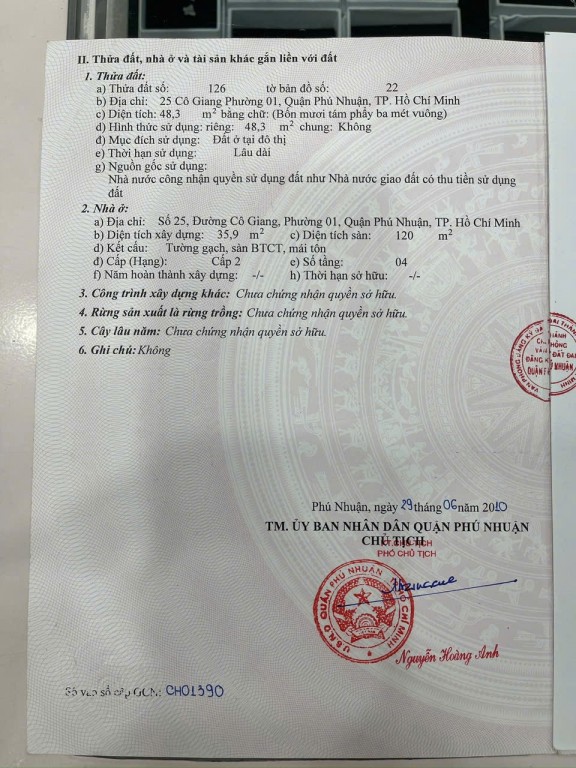 II. Thửa đất, nhà ở và tài sản khác gắn liền với đất
1. Thửa đất:
a) Thửa đất số: 126 tờ bản đồ số: 22
b) Địa chỉ: 25 Cô Giang Phường 01, Quận Phú Nhuận, TP. Hồ Chí Minh
c) Diện tích: 48,3 m² bằng chữ: (Bốn mươi tám phẩy ba mét vuông)
d) Hình thức sử dụng: riêng: 48,3 m² chung: Không
đ) Mục đích sử dụng: Đất ở tại đô thị
e) Thời hạn sử dụng: Lâu dài
g) Nguồn gốc sử dụng:
Nhà nước công nhận quyền sử dụng đất như Nhà nước giao đất có thu tiền sử dụng
đất
2. Nhà ở:
a) Địa chỉ: Số 25, Đường Cô Giang, Phường 01, Quận Phú Nhuận, TP. Hồ Chí Minh
b) Diện tích xây dựng: 35,9 m² c) Diện tích sàn: 120 m²
d) Kết cấu: Tường gạch, sàn BTCT, mái tôn
đ) Cấp (Hạng): Cấp 2 e) Số tầng: 04
f) Năm hoàn thành xây dựng: -/- h) Thời hạn sở hữu: -/-
3. Công trình xây dựng khác: Chưa chứng nhận quyền sở hữu.
4. Rừng sản xuất là rừng trồng: Chưa chứng nhận quyền sở hữu.
5. Cây lâu năm: Chưa chứng nhận quyền sở hữu.
6. Ghi chú: Không
Phú Nhuận, ngày 29 tháng 06 năm 2010
TM. ỦY BAN NHÂN DÂN QUẬN PHÚ NHUẬN
CHỦ TỊCH
KT.CHỦ TỊCH
PHÓ CHỦ TỊCH
U.B.N.D QUẬN PHÚ NHUẬN
HỒ CHÍ MINH
Nguyễn Hoàng Anh
Số vào sổ cấp GCN: CH01390